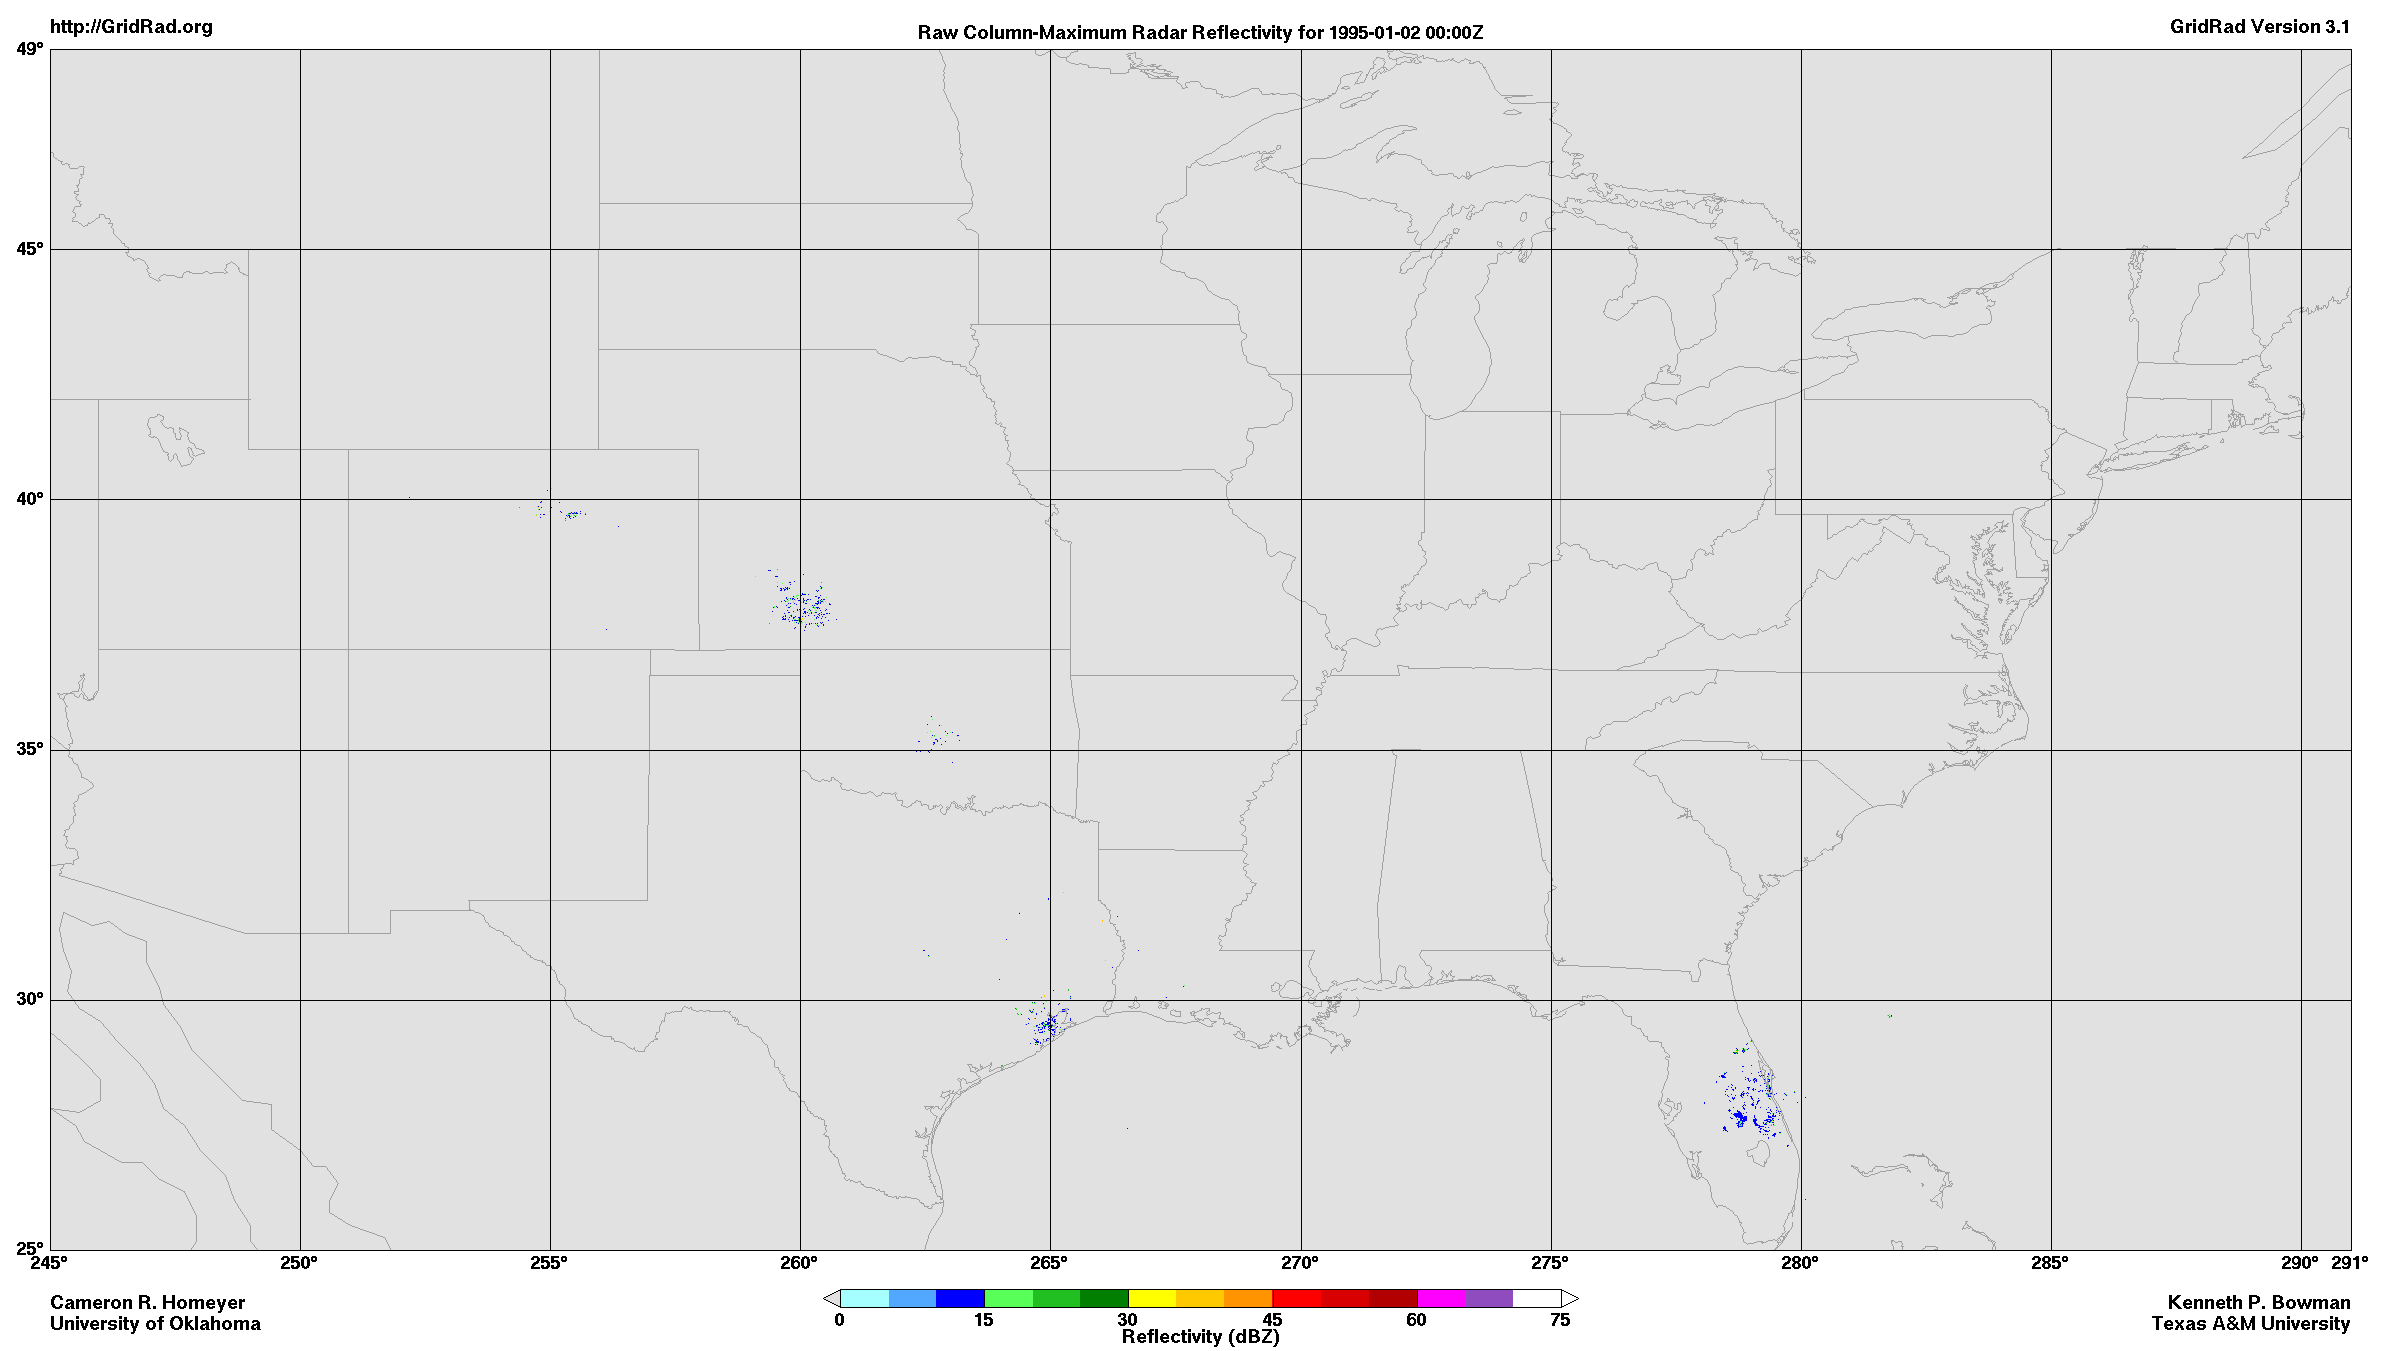 http://GridRad.org
Raw Column-Maximum Radar Reflectivity for 1995-01-02 00:00Z
GridRad Version 3.1
49°
45°
40°
35°
30°
25°
245°
250°
255°
260°
265°
270°
275°
280°
285°
290°
291°
Cameron R. Homeyer
University of Oklahoma
0
15
30
45
60
75
Reflectivity (dBZ)
Kenneth P. Bowman
Texas A&M University